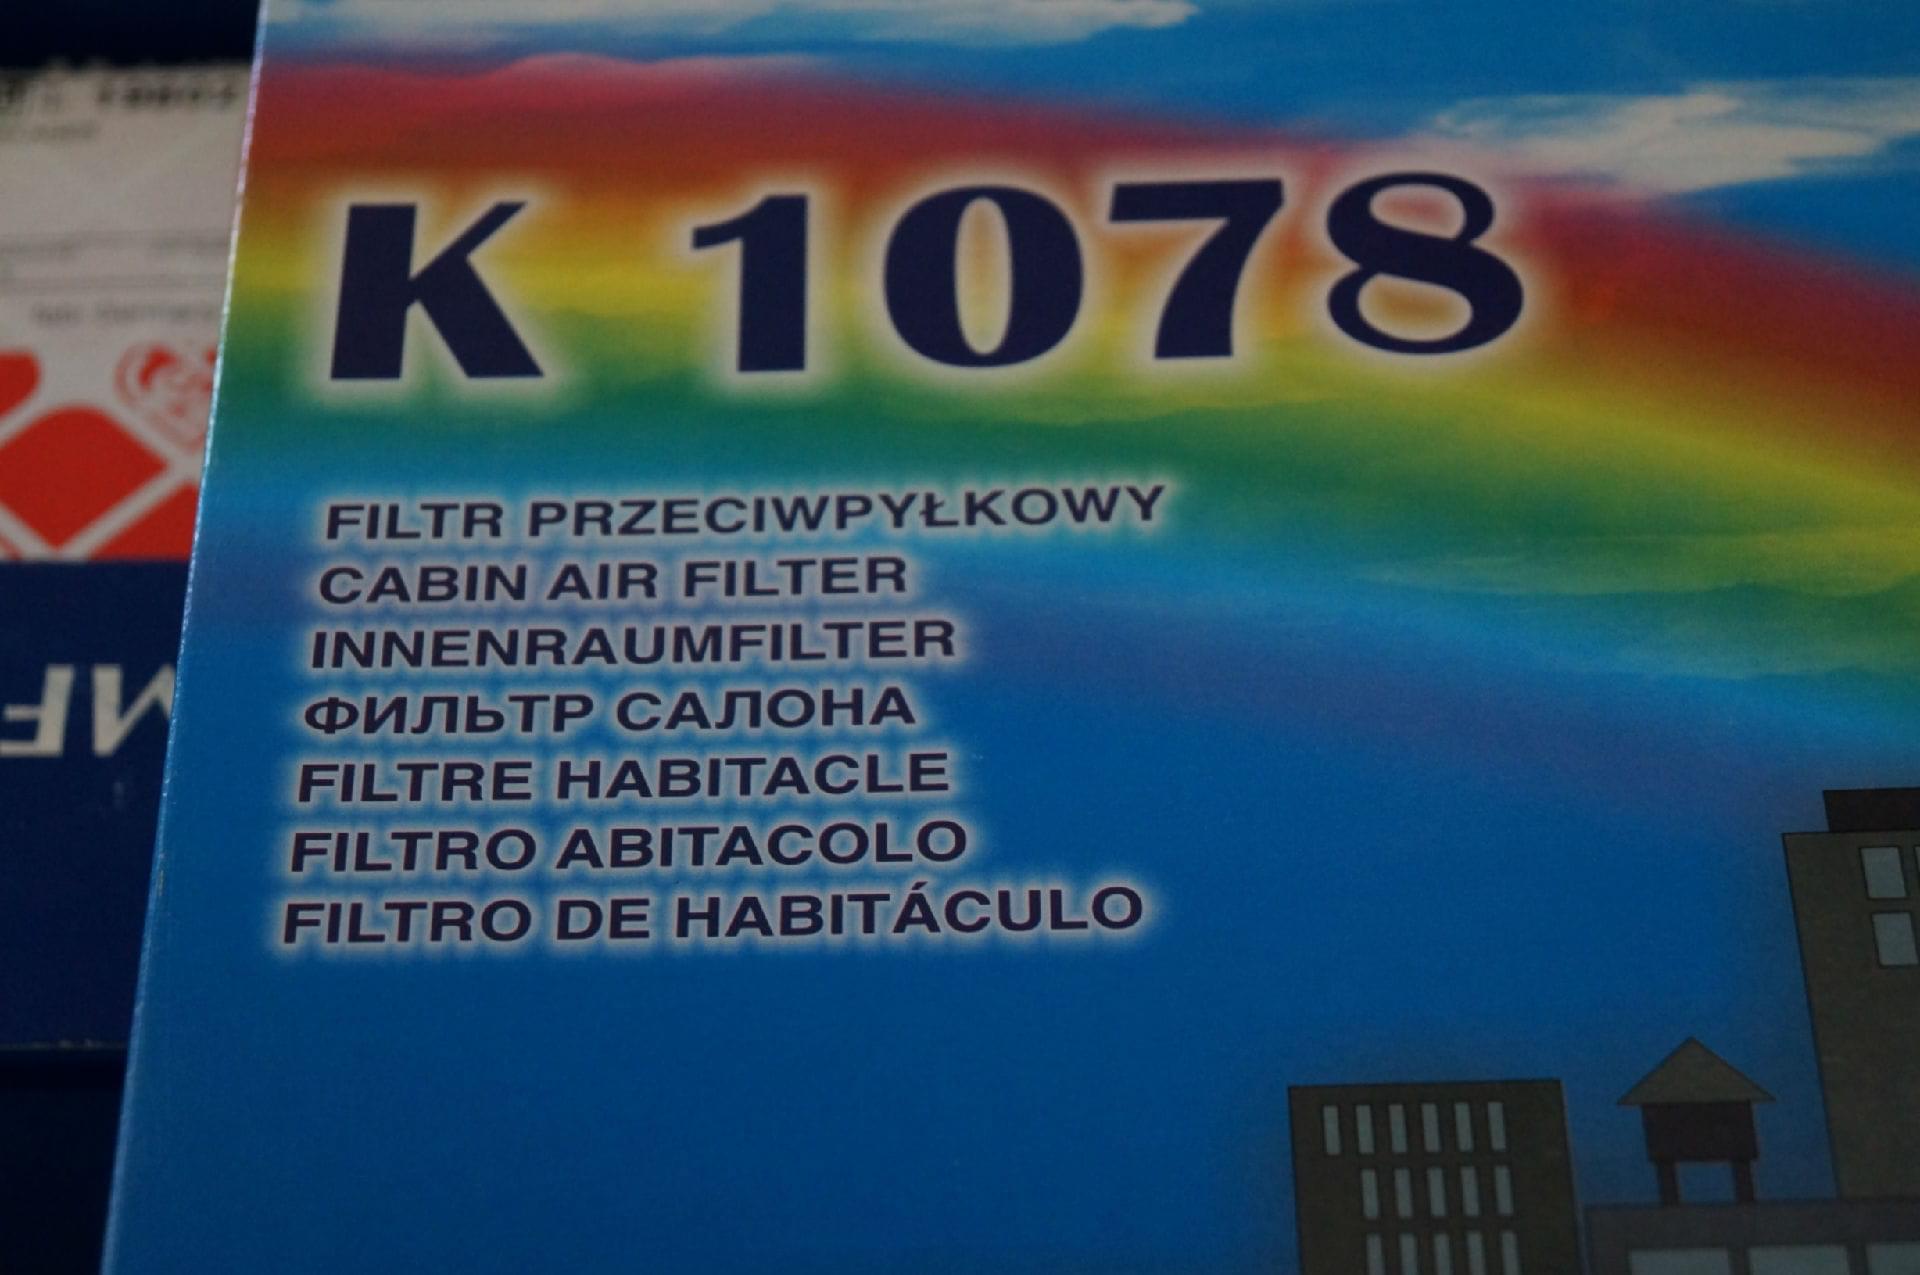 K 1078
FILTR PRZECIWPYŁKOWY
CABIN AIR FILTER
INNENRAUMFILTER
ФИЛЬТР САЛОНА
FILTRE HABITACLE
FILTRO ABITACOLO
FILTRO DE HABITÁCULO